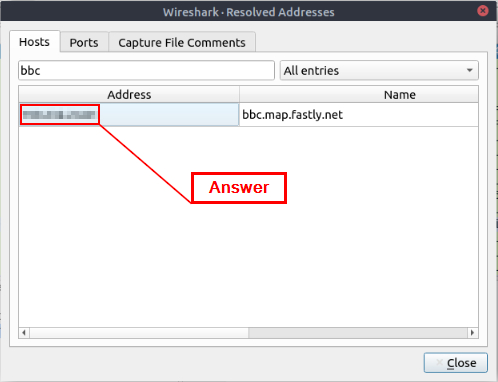 Wireshark · Resolved Addresses
Hosts Ports Capture File Comments
bbc All entries
Address Name
bbc.map.fastly.net
Answer
Close